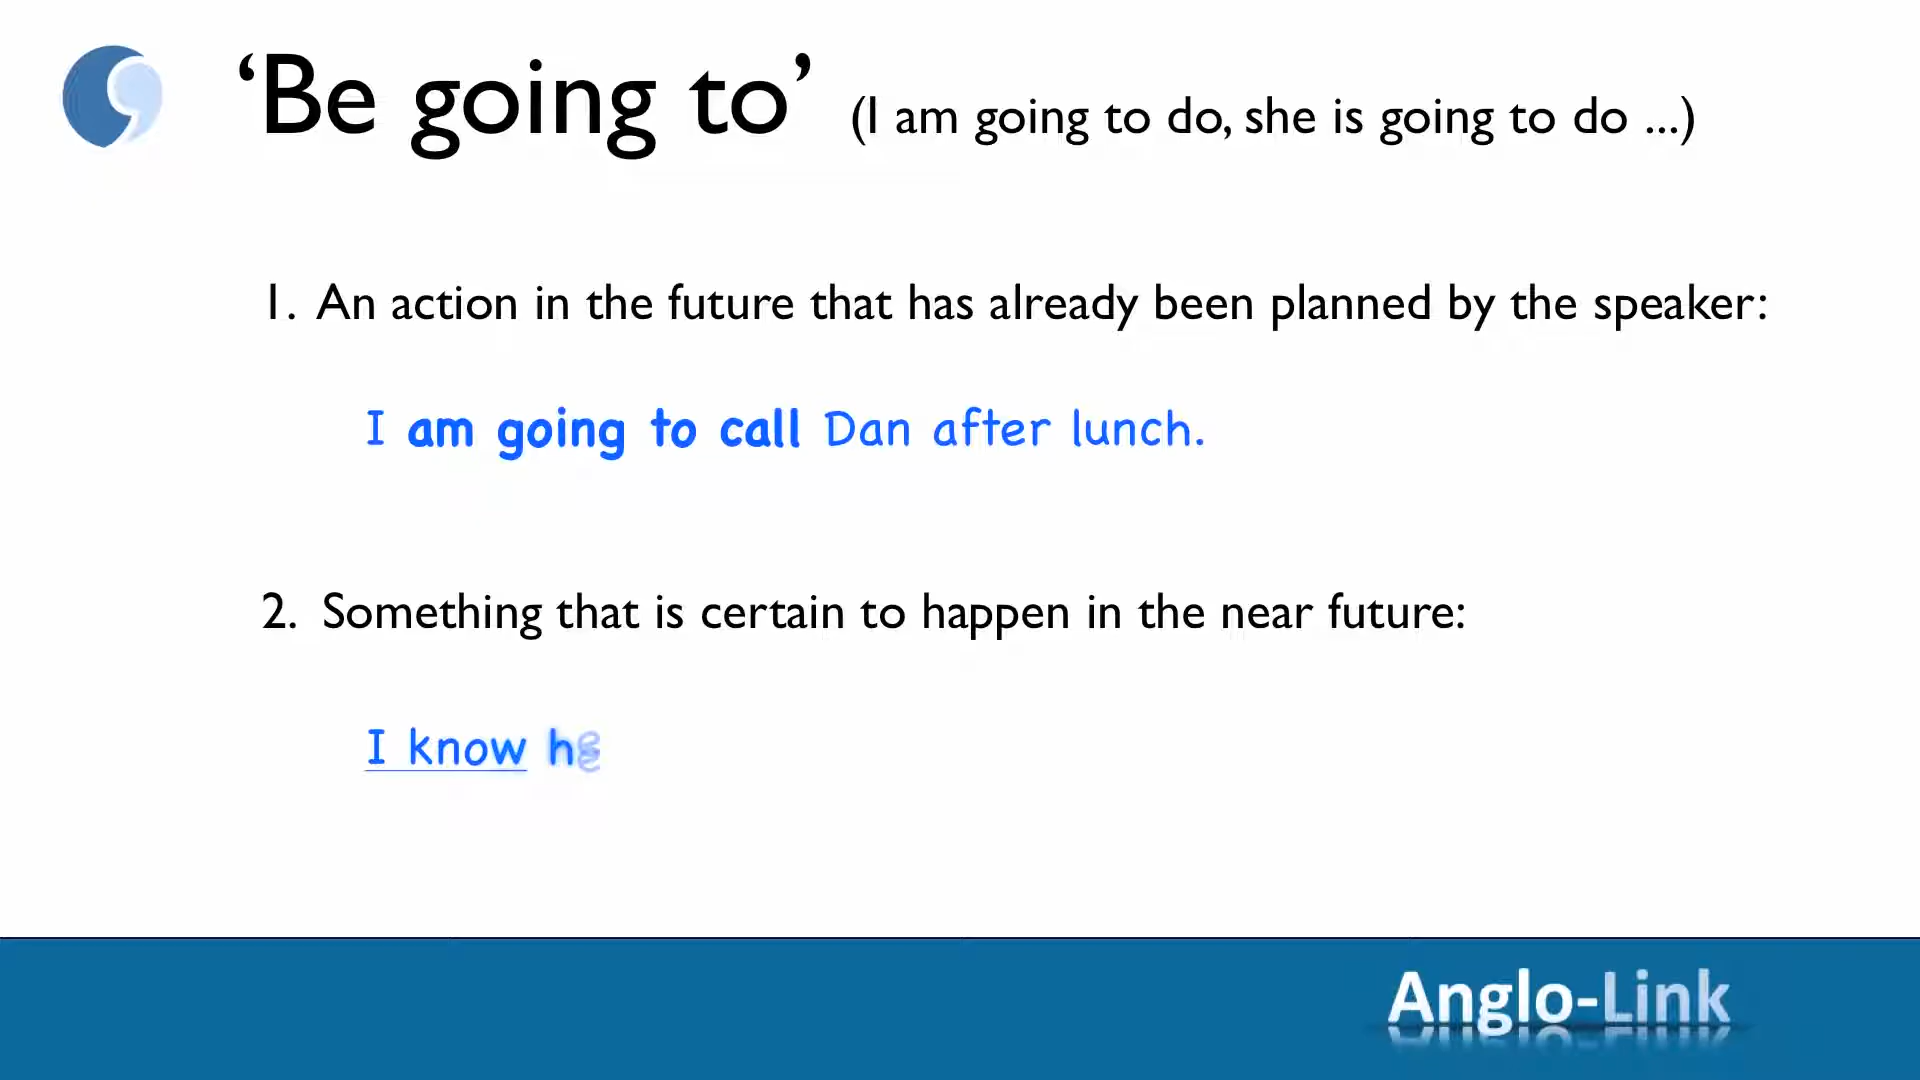 ‘Be going to’ (I am going to do, she is going to do ...)
1. An action in the future that has already been planned by the speaker:
I am going to call Dan after lunch.
2. Something that is certain to happen in the near future:
I know
Anglo-Link